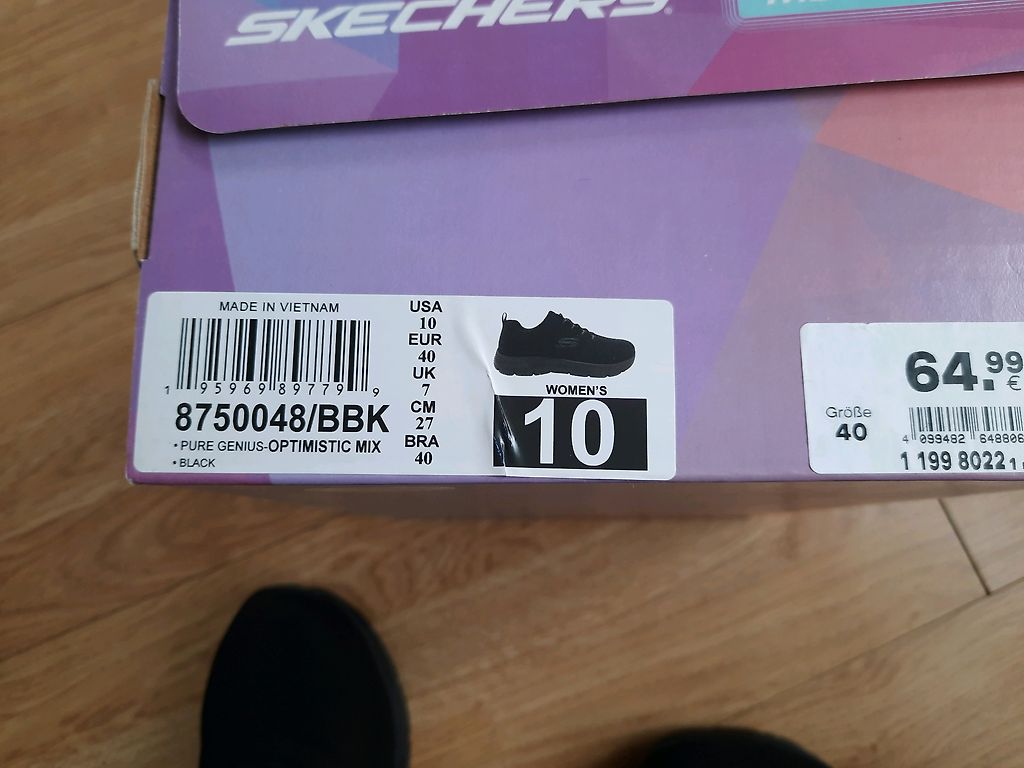 SKECHERS
MADE IN VIETNAM
1 95969 89779 9
8750048/BBK
• PURE GENIUS-OPTIMISTIC MIX
• BLACK
USA
10
EUR
40
UK
7
CM
27
BRA
40
WOMEN'S
10
64.99
€
Größe
40
4 099482 648806
1 199 8022